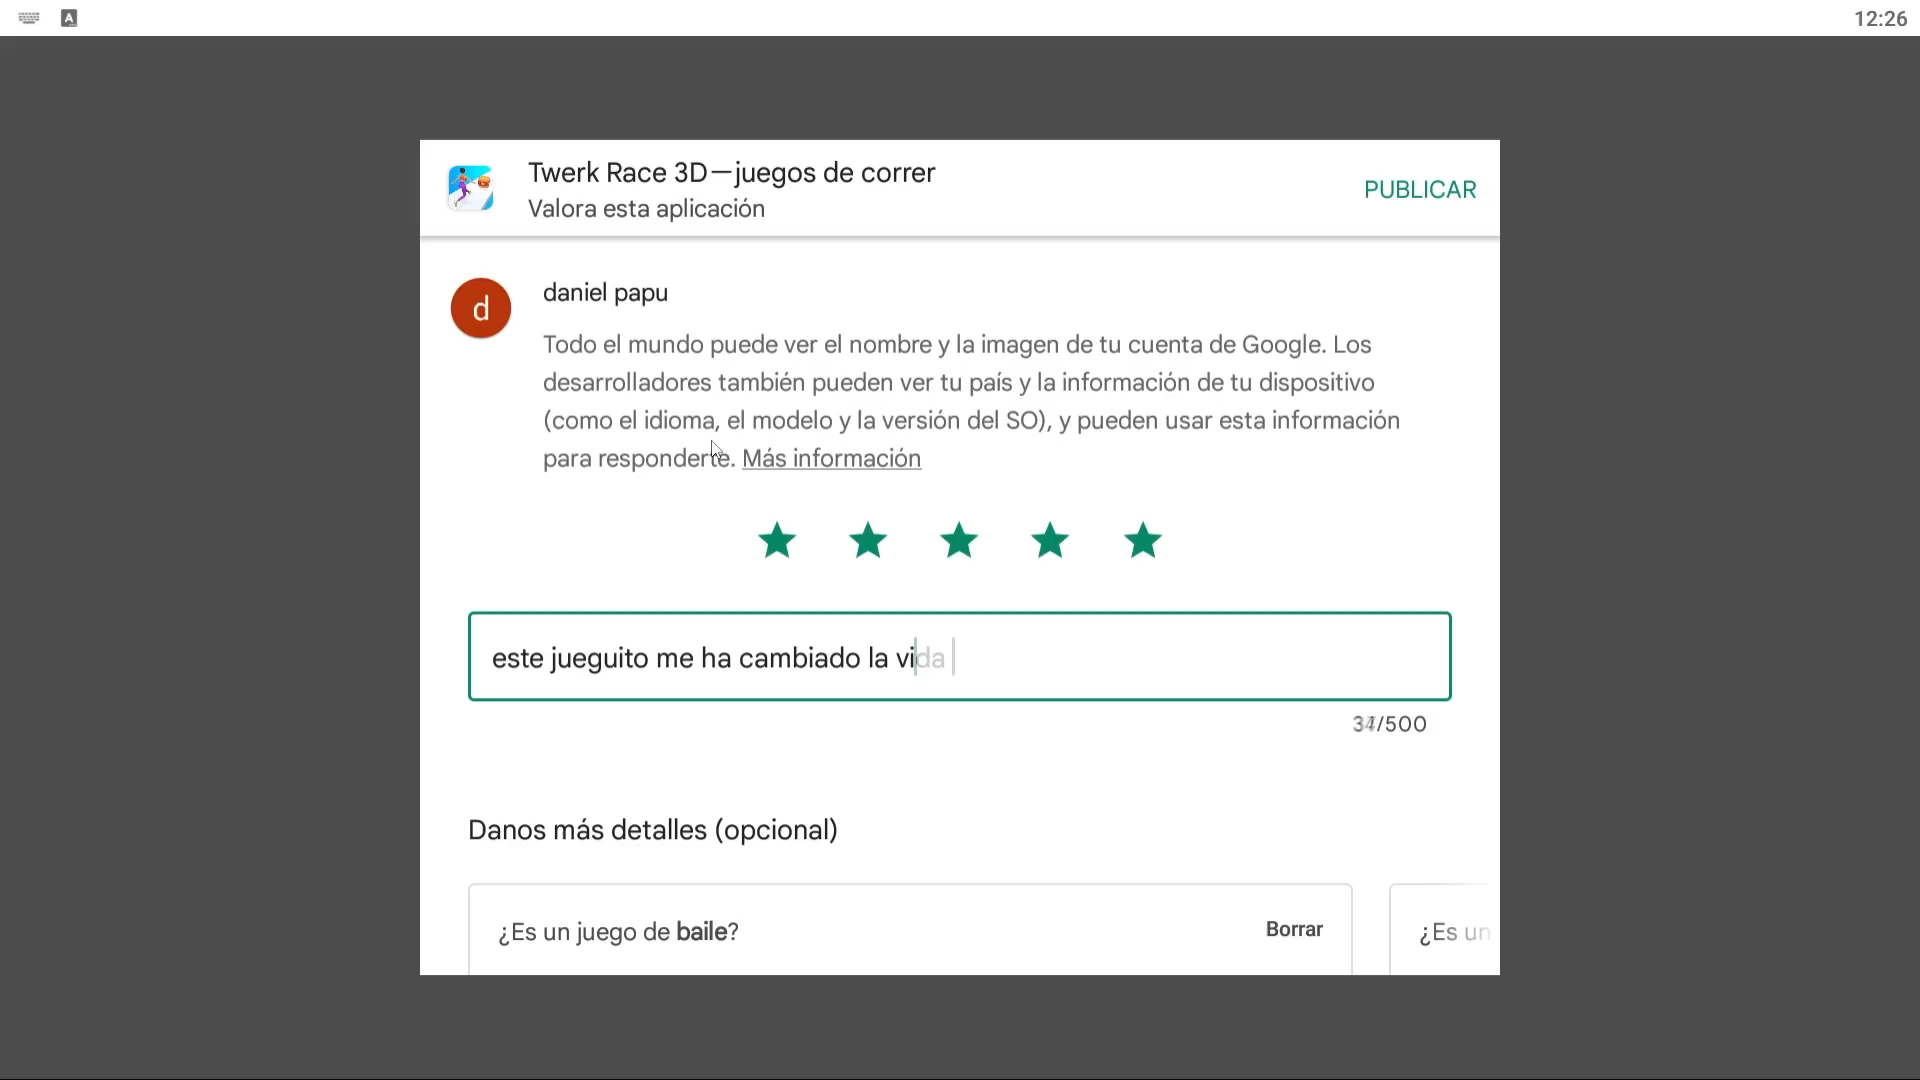 A
12:26
Twerk Race 3D—juegos de correr
Valora esta aplicación
PUBLICAR
d
daniel papu
Todo el mundo puede ver el nombre y la imagen de tu cuenta de Google. Los
desarrolladores también pueden ver tu país y la información de tu dispositivo
(como el idioma, el modelo y la versión del SO), y pueden usar esta información
para responderte. Más información
este jueguito me ha cambiado la vida
/500
Danos más detalles (opcional)
¿Es un juego de baile?
Borrar
¿Es un